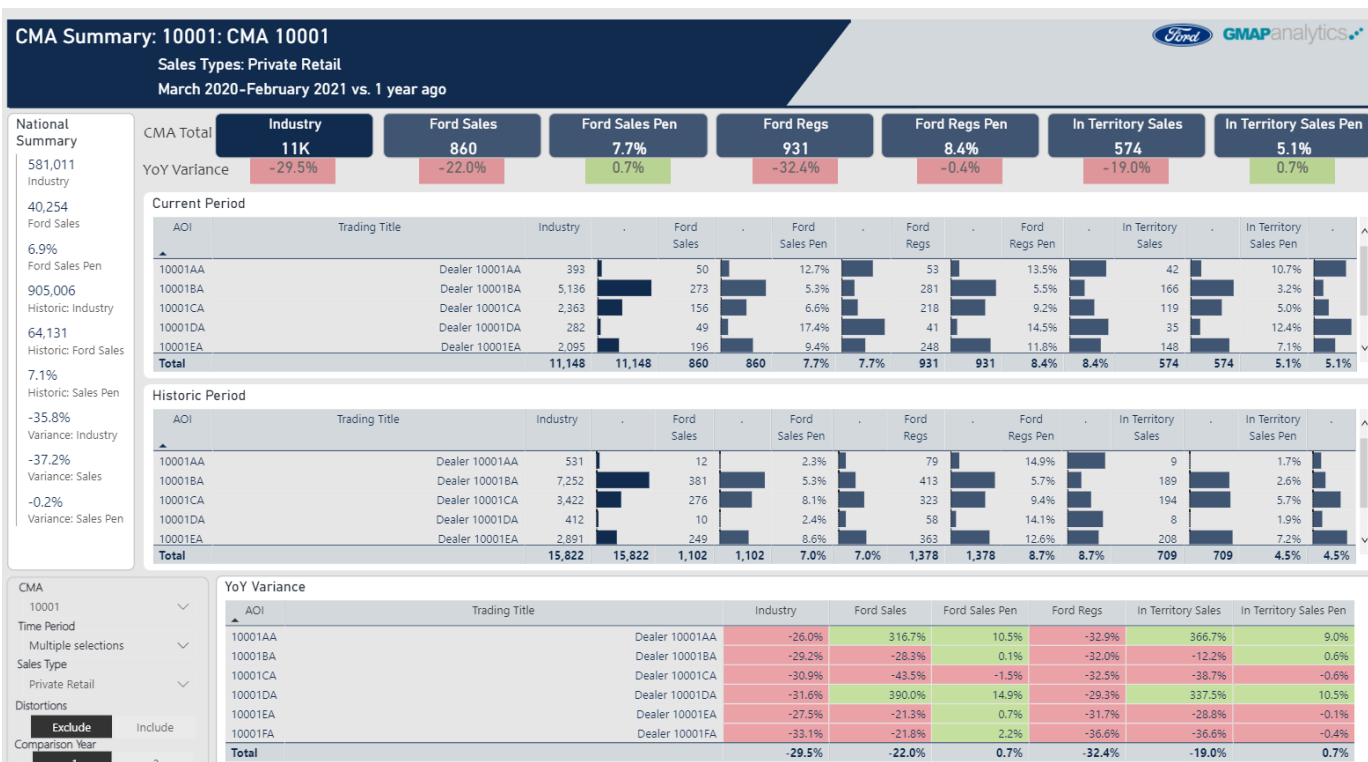 CMA Summary: 10001: CMA 10001
Sales Types: Private Retail
March 2020-February 2021 vs. 1 year ago
Ford GMAPanalytics
National
Summary
581,011
Industry
40,254
Ford Sales
6.9%
Ford Sales Pen
905,006
Historic: Industry
64,131
Historic: Ford Sales
7.1%
Historic: Sales Pen
-35.8%
Variance: Industry
-37.2%
Variance: Sales
-0.2%
Variance: Sales Pen
CMA Total
Industry Ford Sales Ford Sales Pen Ford Regs Ford Regs Pen In Territory Sales In Territory Sales Pen
11K 860 7.7% 931 8.4% 574 5.1%
YoY Variance -29.5% -22.0% 0.7% -32.4% -0.4% -19.0% 0.7%
Current Period
AOI Trading Title Industry . Ford Sales . Ford Sales Pen . Ford Regs . Ford Regs Pen . In Territory Sales . In Territory Sales Pen .
10001AA Dealer 10001AA 393 50 12.7% 53 13.5% 42 10.7%
10001BA Dealer 10001BA 5,136 273 5.3% 281 5.5% 166 3.2%
10001CA Dealer 10001CA 2,363 156 6.6% 218 9.2% 119 5.0%
10001DA Dealer 10001DA 282 49 17.4% 41 14.5% 35 12.4%
10001EA Dealer 10001EA 2,095 196 9.4% 248 11.8% 148 7.1%
Total 11,148 11,148 860 860 7.7% 7.7% 931 931 8.4% 8.4% 574 574 5.1% 5.1%
Historic Period
AOI Trading Title Industry . Ford Sales . Ford Sales Pen . Ford Regs . Ford Regs Pen . In Territory Sales . In Territory Sales Pen .
10001AA Dealer 10001AA 531 12 2.3% 79 14.9% 9 1.7%
10001BA Dealer 10001BA 7,252 381 5.3% 413 5.7% 189 2.6%
10001CA Dealer 10001CA 3,422 276 8.1% 323 9.4% 194 5.7%
10001DA Dealer 10001DA 412 10 2.4% 58 14.1% 8 1.9%
10001EA Dealer 10001EA 2,891 249 8.6% 363 12.6% 208 7.2%
Total 15,822 15,822 1,102 1,102 7.0% 7.0% 1,378 1,378 8.7% 8.7% 709 709 4.5% 4.5%
CMA
10001
Time Period
Multiple selections
Sales Type
Private Retail
Distortions
Exclude Include
Comparison Year
YoY Variance
AOI Trading Title Industry Ford Sales Ford Sales Pen Ford Regs In Territory Sales In Territory Sales Pen
10001AA Dealer 10001AA -26.0% 316.7% 10.5% -32.9% 366.7% 9.0%
10001BA Dealer 10001BA -29.2% -28.3% 0.1% -32.0% -12.2% 0.6%
10001CA Dealer 10001CA -30.9% -43.5% -1.5% -32.5% -38.7% -0.6%
10001DA Dealer 10001DA -31.6% 390.0% 14.9% -29.3% 337.5% 10.5%
10001EA Dealer 10001EA -27.5% -21.3% 0.7% -31.7% -28.8% -0.1%
10001FA Dealer 10001FA -33.1% -21.8% 2.2% -36.6% -36.6% -0.4%
Total -29.5% -22.0% 0.7% -32.4% -19.0% 0.7%